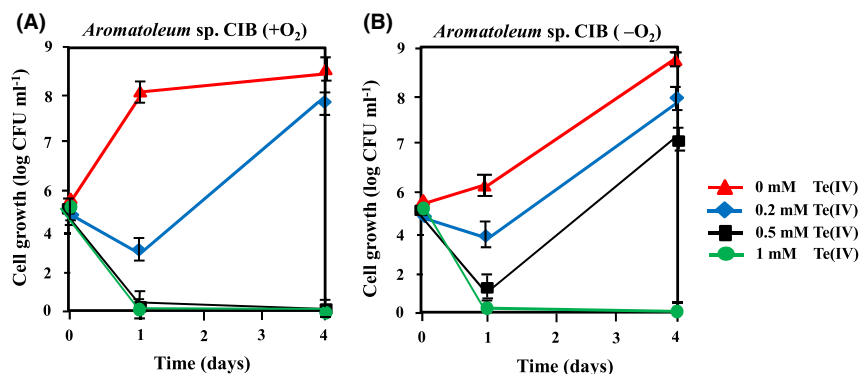 (A) Aromatoleum sp. CIB (+O₂)
9
8
7
6
4
2
0
Cell growth (log CFU ml⁻¹)
0 1 2 3 4
Time (days)
(B) Aromatoleum sp. CIB (–O₂)
9
8
7
6
4
2
0
Cell growth (log CFU ml⁻¹)
0 1 2 3 4
Time (days)
0 mM Te(IV)
0.2 mM Te(IV)
0.5 mM Te(IV)
1 mM Te(IV)